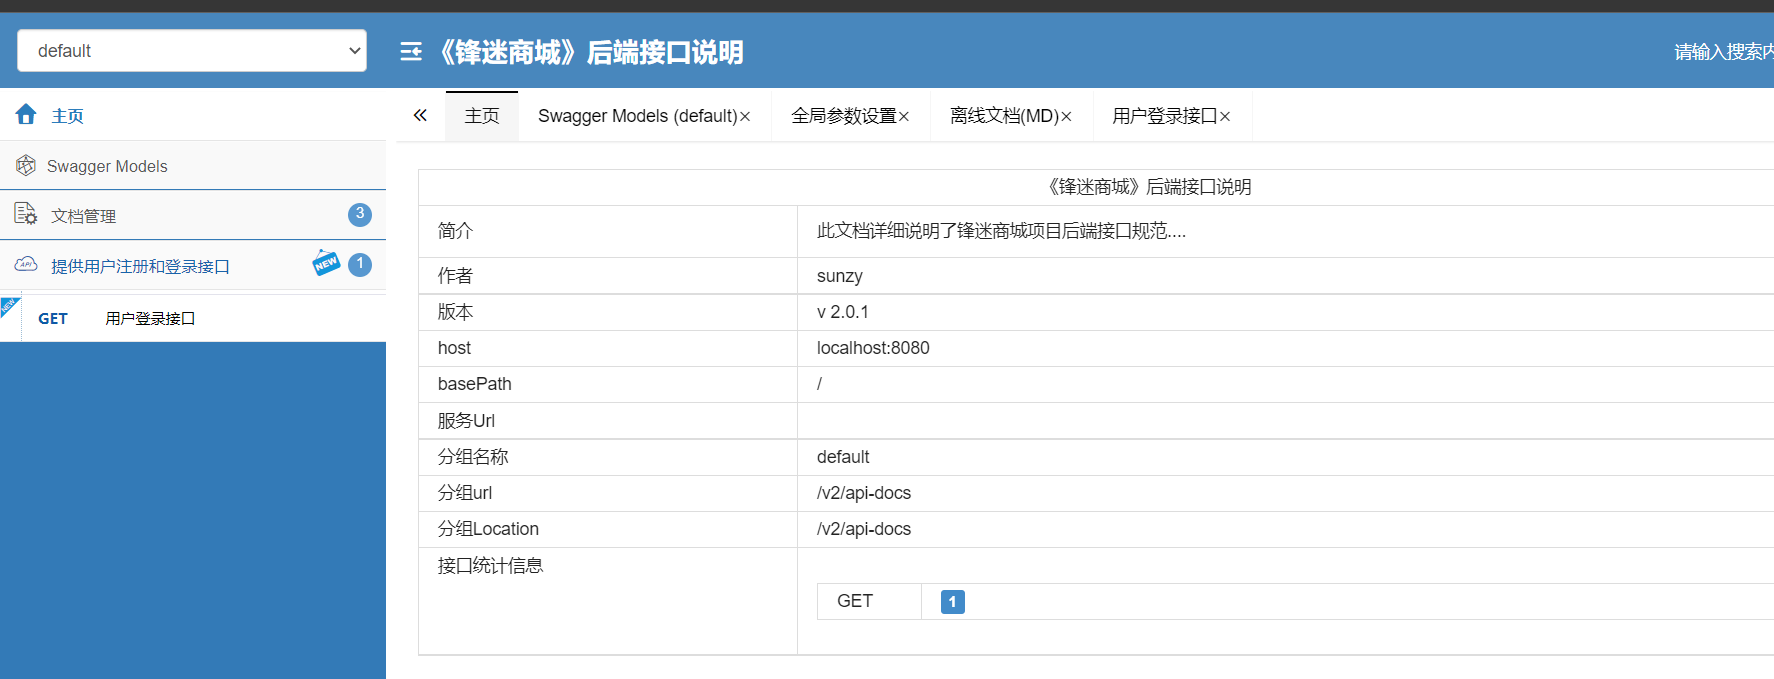 default
《锋迷商城》后端接口说明
请输入搜索内
主页
Swagger Models
文档管理
3
提供用户注册和登录接口
NEW
1
NEW
GET 用户登录接口
主页 Swagger Models (default)× 全局参数设置× 离线文档(MD)× 用户登录接口×
《锋迷商城》后端接口说明
简介 此文档详细说明了锋迷商城项目后端接口规范....
作者 sunzy
版本 v 2.0.1
host localhost:8080
basePath /
服务Url
分组名称 default
分组url /v2/api-docs
分组Location /v2/api-docs
接口统计信息
GET 1